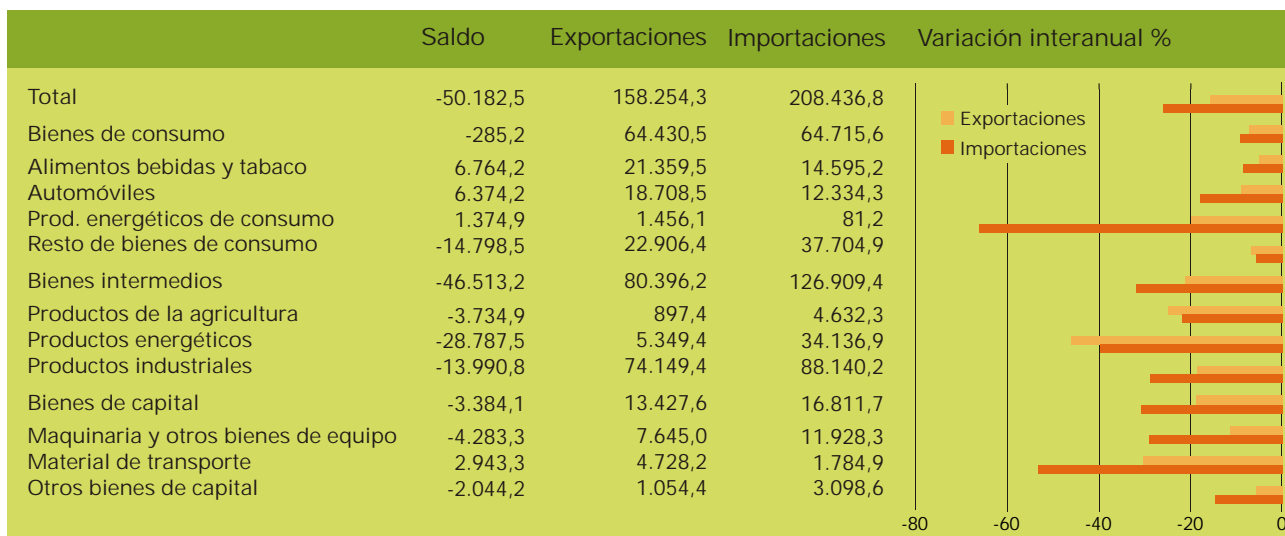 Saldo Exportaciones Importaciones Variación interanual %
Total -50.182,5 158.254,3 208.436,8
Exportaciones
Bienes de consumo -285,2 64.430,5 64.715,6
Importaciones
Alimentos bebidas y tabaco 6.764,2 21.359,5 14.595,2
Automóviles 6.374,2 18.708,5 12.334,3
Prod. energéticos de consumo 1.374,9 1.456,1 81,2
Resto de bienes de consumo -14.798,5 22.906,4 37.704,9
Bienes intermedios -46.513,2 80.396,2 126.909,4
Productos de la agricultura -3.734,9 897,4 4.632,3
Productos energéticos -28.787,5 5.349,4 34.136,9
Productos industriales -13.990,8 74.149,4 88.140,2
Bienes de capital -3.384,1 13.427,6 16.811,7
Maquinaria y otros bienes de equipo -4.283,3 7.645,0 11.928,3
Material de transporte 2.943,3 4.728,2 1.784,9
Otros bienes de capital -2.044,2 1.054,4 3.098,6
-80 -60 -40 -20 0